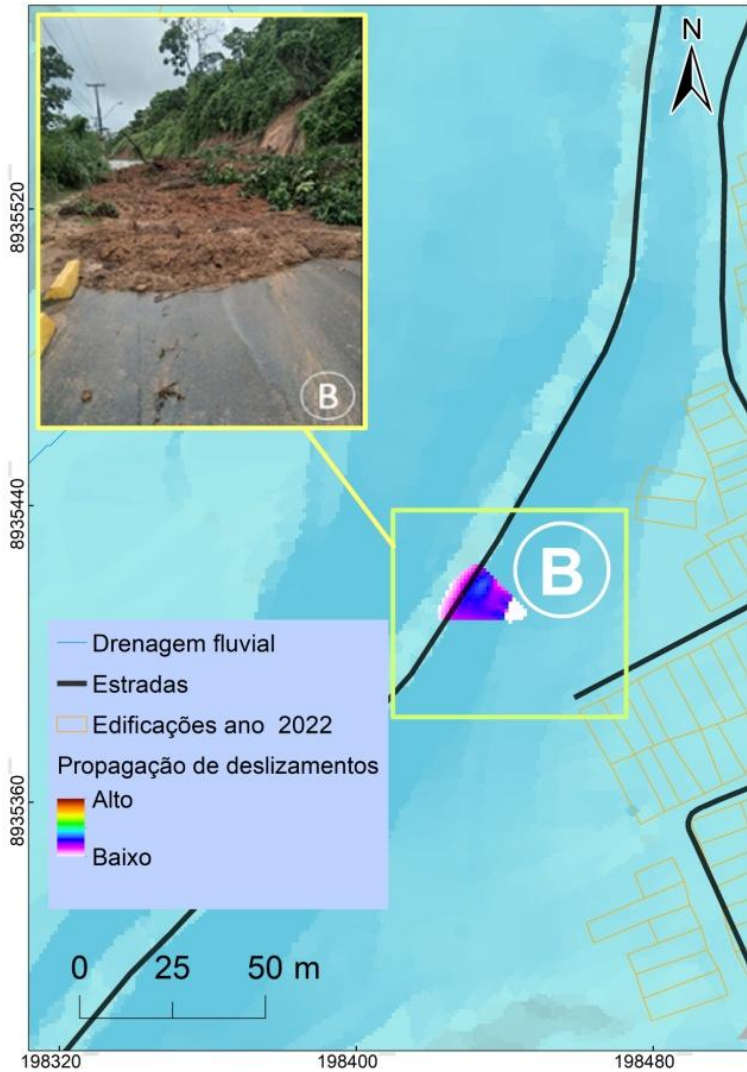 N
B
B
8935520
8935440
8935360
Drenagem fluvial
Estradas
Edificações ano 2022
Propagação de deslizamentos
Alto
Baixo
0 25 50 m
198320 198400 198480